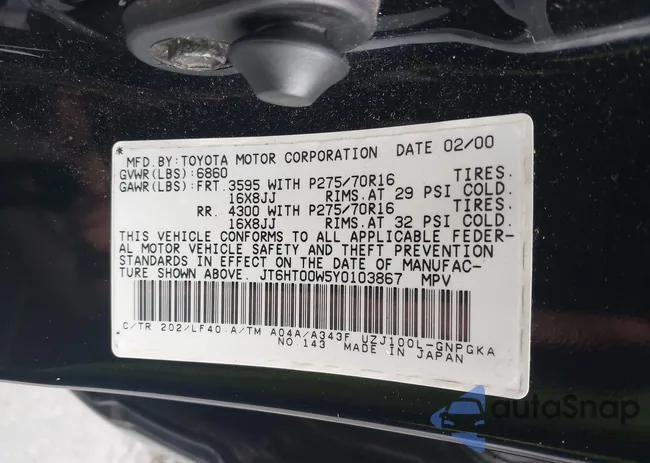 MFD.BY:TOYOTA MOTOR CORPORATION DATE 02/00
GVWR(LBS):6860
GAWR(LBS):FRT.3595 WITH P275/70R16 TIRES.
16X8JJ RIMS.AT 29 PSI COLD.
RR. 4300 WITH P275/70R16 TIRES.
16X8JJ RIMS.AT 32 PSI COLD.
THIS VEHICLE CONFORMS TO ALL APPLICABLE FEDER-
AL MOTOR VEHICLE SAFETY AND THEFT PREVENTION
STANDARDS IN EFFECT ON THE DATE OF MANUFAC-
TURE SHOWN ABOVE. JT6HT00W5Y0103867 MPV
C/TR 202/LF40.A/TM A04A/A343F UZJ100L-GNPGKA
NO.143 MADE IN JAPAN
autoSnap